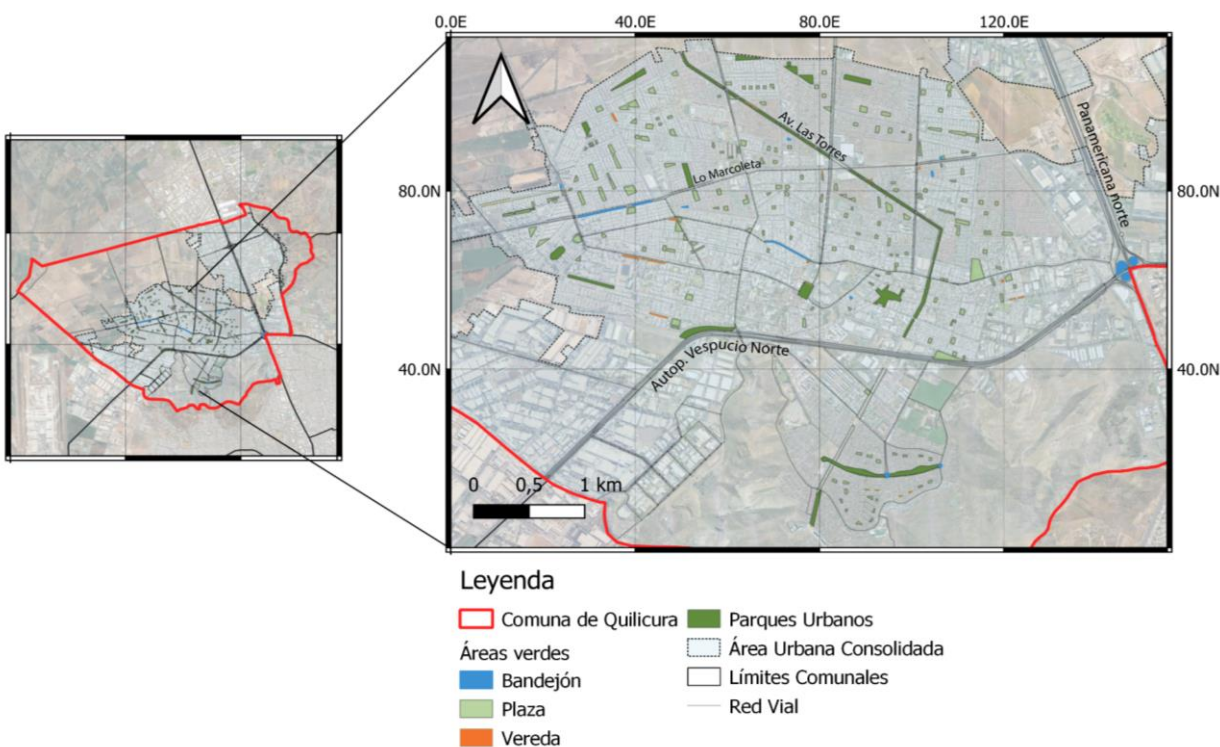 0.0E 40.0E 80.0E 120.0E
Panamericana norte
Av. Las Torres
Lo Marcoleta
80.0N 80.0N
Autop. Vespucio Norte
40.0N 40.0N
0 0,5 1 km
Leyenda
Comuna de Quilicura
Áreas verdes
Bandejón
Plaza
Vereda
Parques Urbanos
Área Urbana Consolidada
Límites Comunales
Red Vial